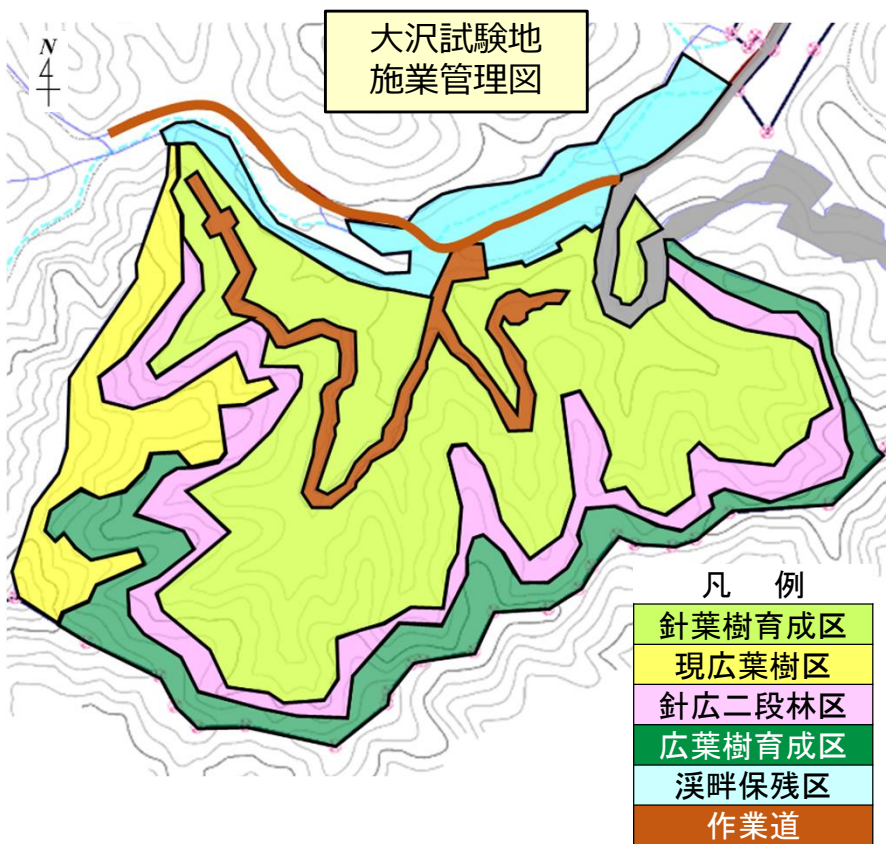 大沢試験地
施業管理図
N
凡 例
針葉樹育成区
現広葉樹区
針広二段林区
広葉樹育成区
渓畔保残区
作業道